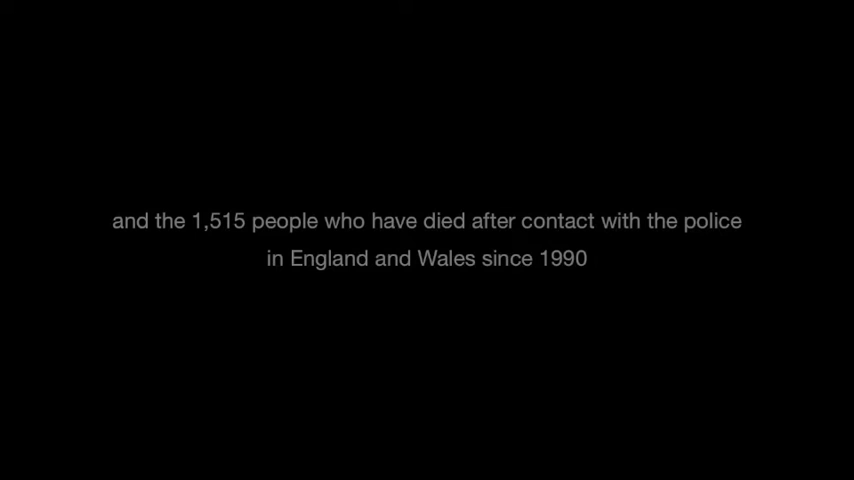 and the 1,515 people who have died after contact with the police
in England and Wales since 1990